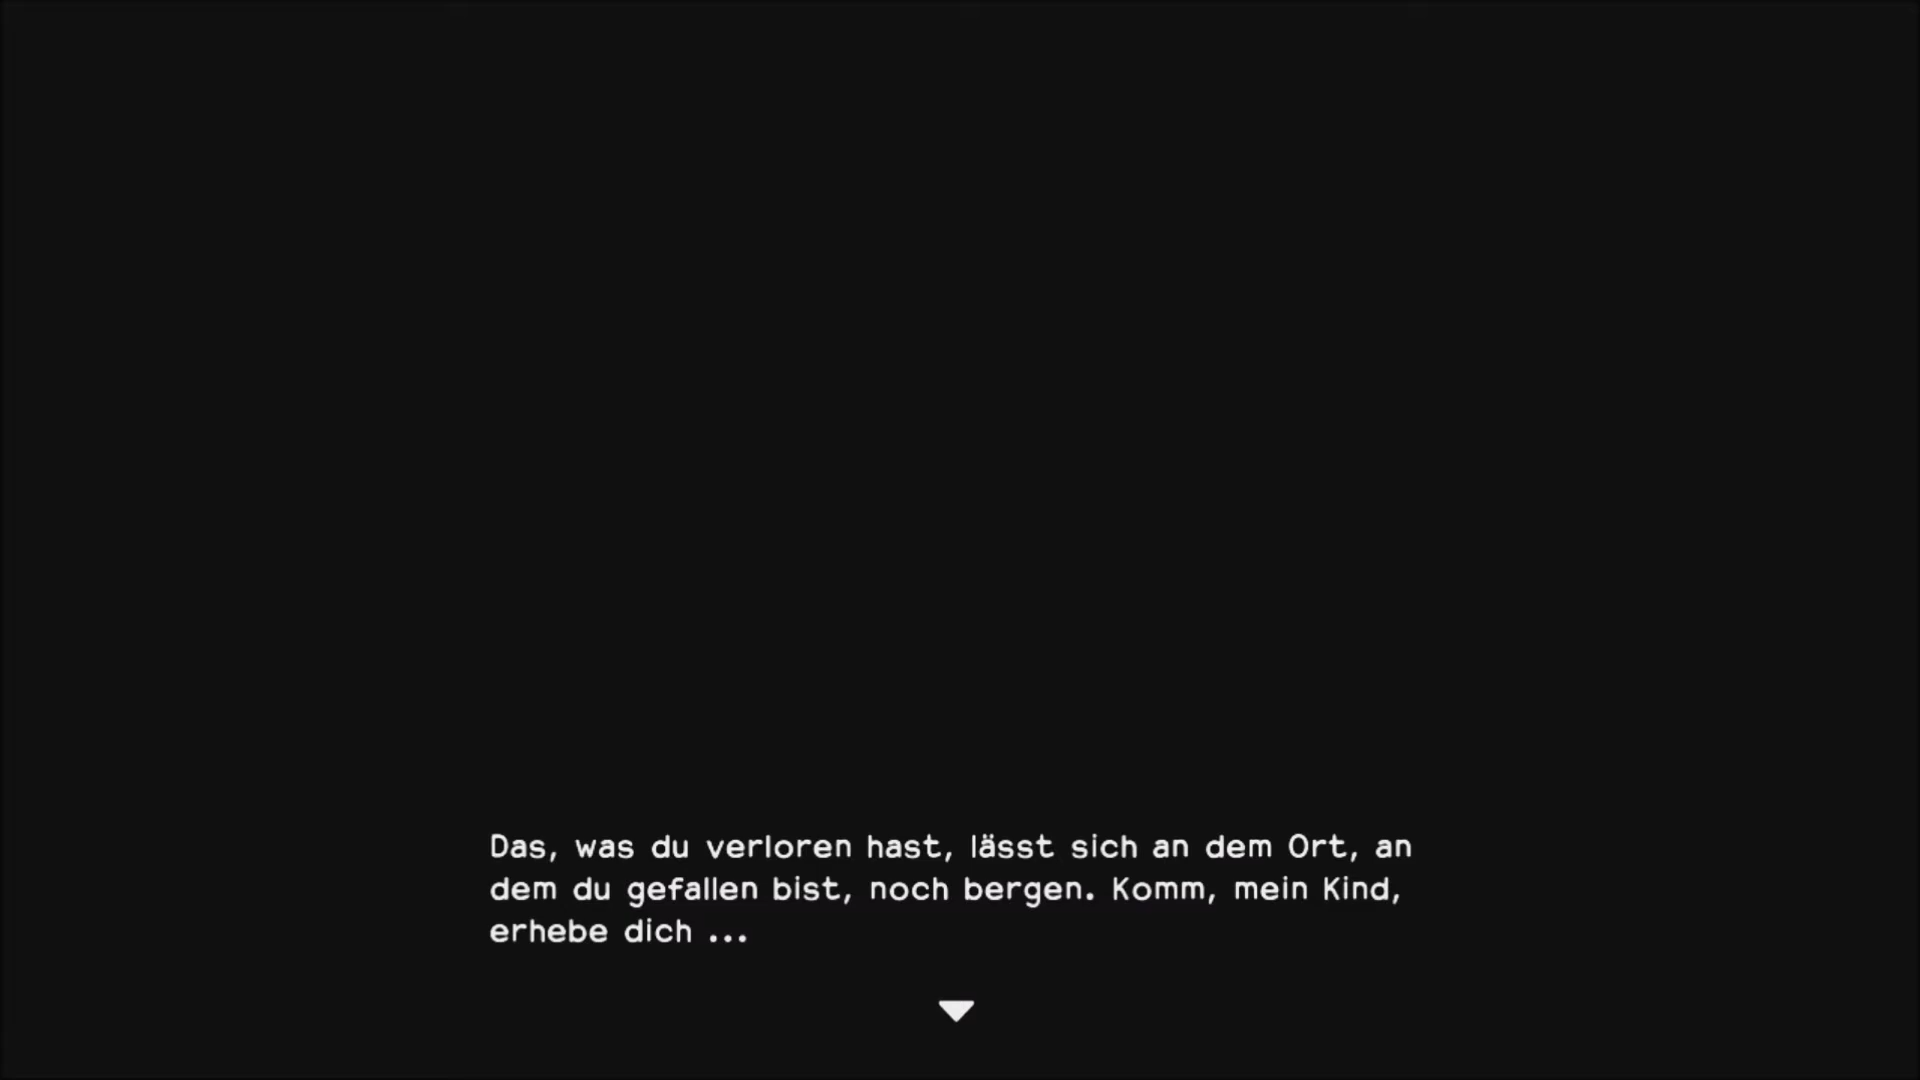 Das, was du verloren hast, lässt sich an dem Ort, an
dem du gefallen bist, noch bergen. Komm, mein Kind,
erhebe dich ...